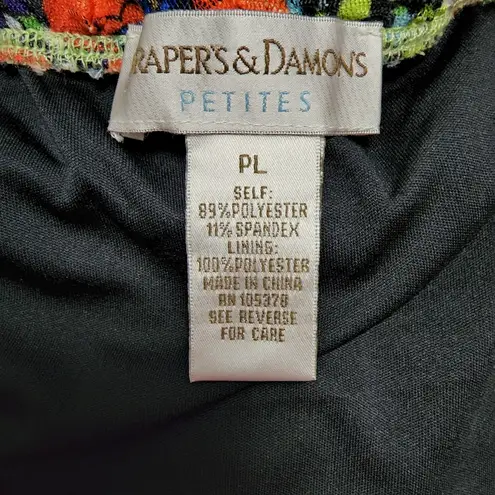 RAPER'S & DAMON'S
PETITES
PL
SELF:
89%POLYESTER
11%SPANDEX
LINING:
100%POLYESTER
MADE IN CHINA
RN 109378
SEE REVERSE
FOR CARE